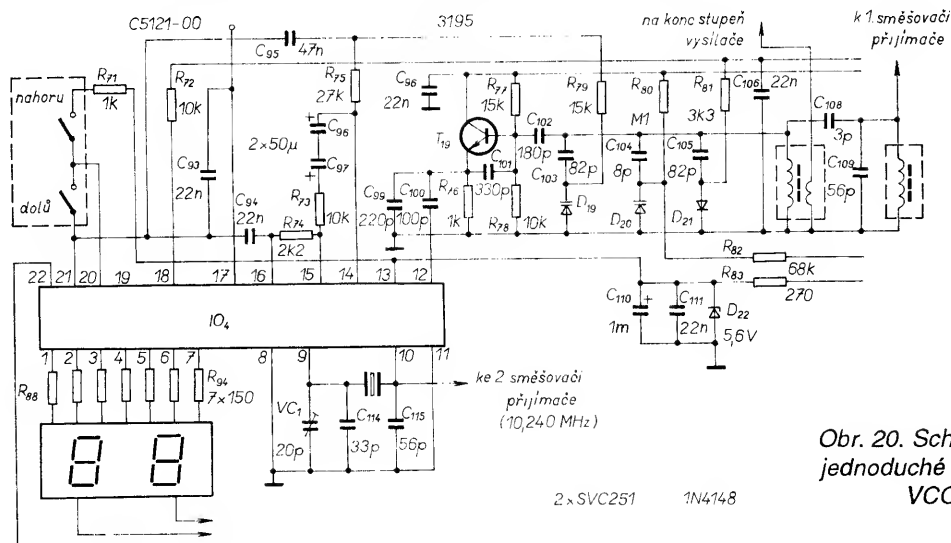 C5121-00
3195
na konc stupeň
vysílače
k 1. směšovači
přijímače
C95
47n
R71
1k
R72
10k
R75
27k
C96
22n
R77
15k
R79
15k
R80
M1
R81
3k3
C106
22n
C108
3p
C109
56p
nahoru
dolů
2×50μ
C96
C97
C93
22n
T19
C102
180p
C101
330p
C103
82p
C104
8p
C105
82p
C94
22n
R74
2k2
R73
10k
C99
220p
C100
100p
R76
1k
R78
10k
D19
D20
D21
R82
68k
R83
270
22 21 20 19 18 17 16 15 14 13 12
IO4
C110
1m
C111
22n
D22
5,6V
1 2 3 4 5 6 7 8 9 10 11
R88
R94
7×150
VC1
20p
C114
33p
C115
56p
ke 2 směšovači
přijímače
(10,240 MHz)
8 8
2×SVC251
1N4148
Obr. 20. Sch
jednoduché
VCO